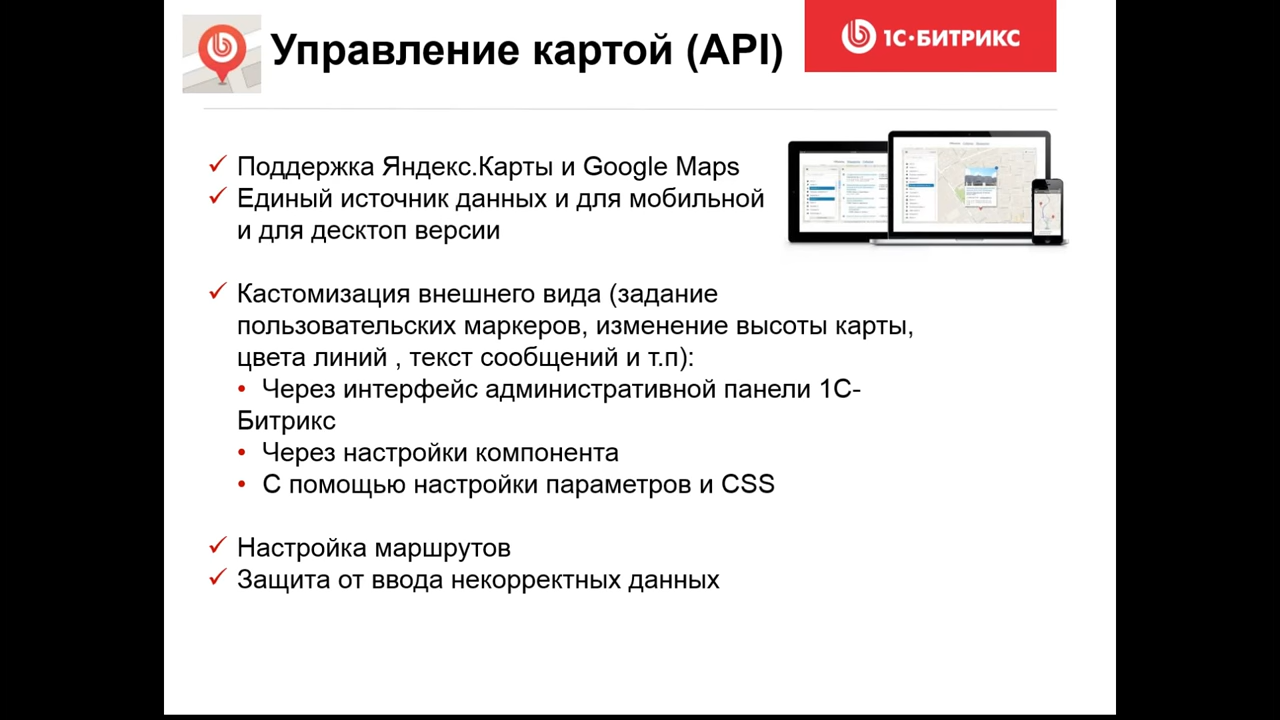 Управление картой (API)
1С·БИТРИКС
Поддержка Яндекс.Карты и Google Maps
Единый источник данных и для мобильной
и для десктоп версии
Кастомизация внешнего вида (задание
пользовательских маркеров, изменение высоты карты,
цвета линий , текст сообщений и т.п):
• Через интерфейс административной панели 1С-
Битрикс
• Через настройки компонента
• С помощью настройки параметров и CSS
Настройка маршрутов
Защита от ввода некорректных данных